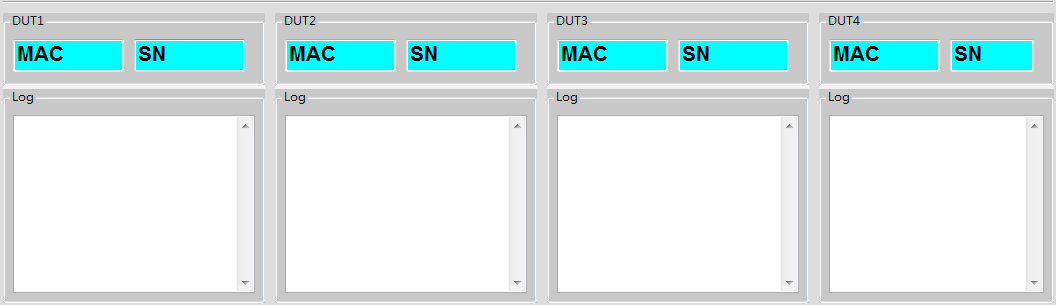 DUT1
DUT2
DUT3
DUT4
MAC SN
MAC SN
MAC SN
MAC SN
Log
Log
Log
Log